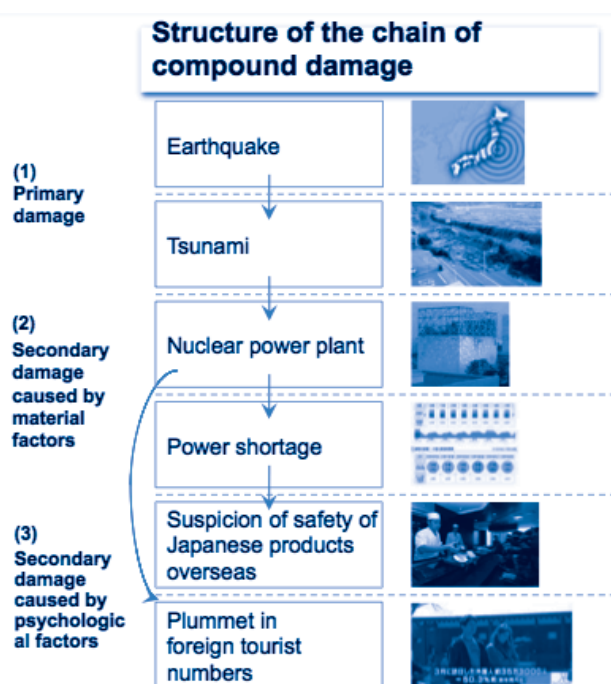 Structure of the chain of
compound damage
(1)
Primary
damage
Earthquake
Tsunami
(2)
Secondary
damage
caused by
material
factors
Nuclear power plant
Power shortage
(3)
Secondary
damage
caused by
psychologic
al factors
Suspicion of safety of
Japanese products
overseas
Plummet in
foreign tourist
numbers